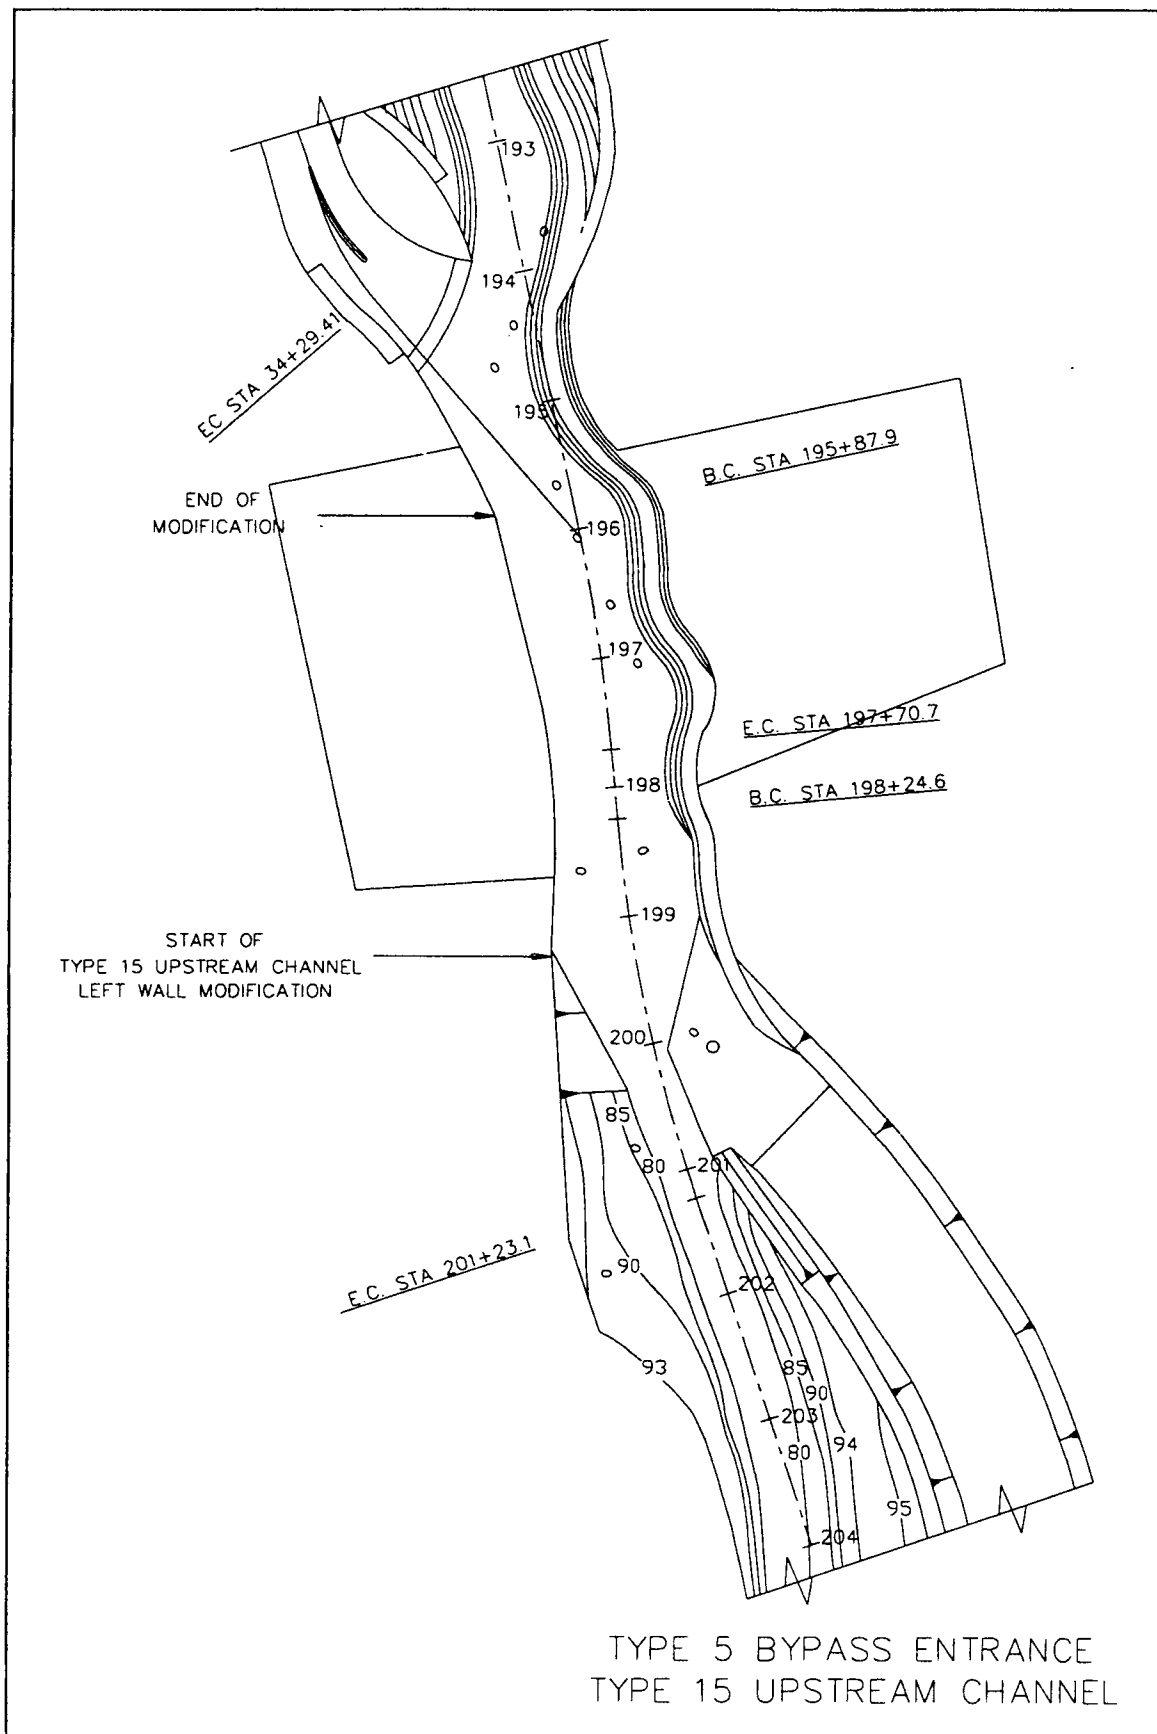 193
194
EC STA 34+29.41
195
B.C. STA 195+87.9
END OF
MODIFICATION
196
197
E.C. STA 197+70.7
198
B.C. STA 198+24.6
199
START OF
TYPE 15 UPSTREAM CHANNEL
LEFT WALL MODIFICATION
200
85
80
201
E.C. STA 201+23.1
90
202
93
85
90
203
80
94
95
204
TYPE 5 BYPASS ENTRANCE
TYPE 15 UPSTREAM CHANNEL